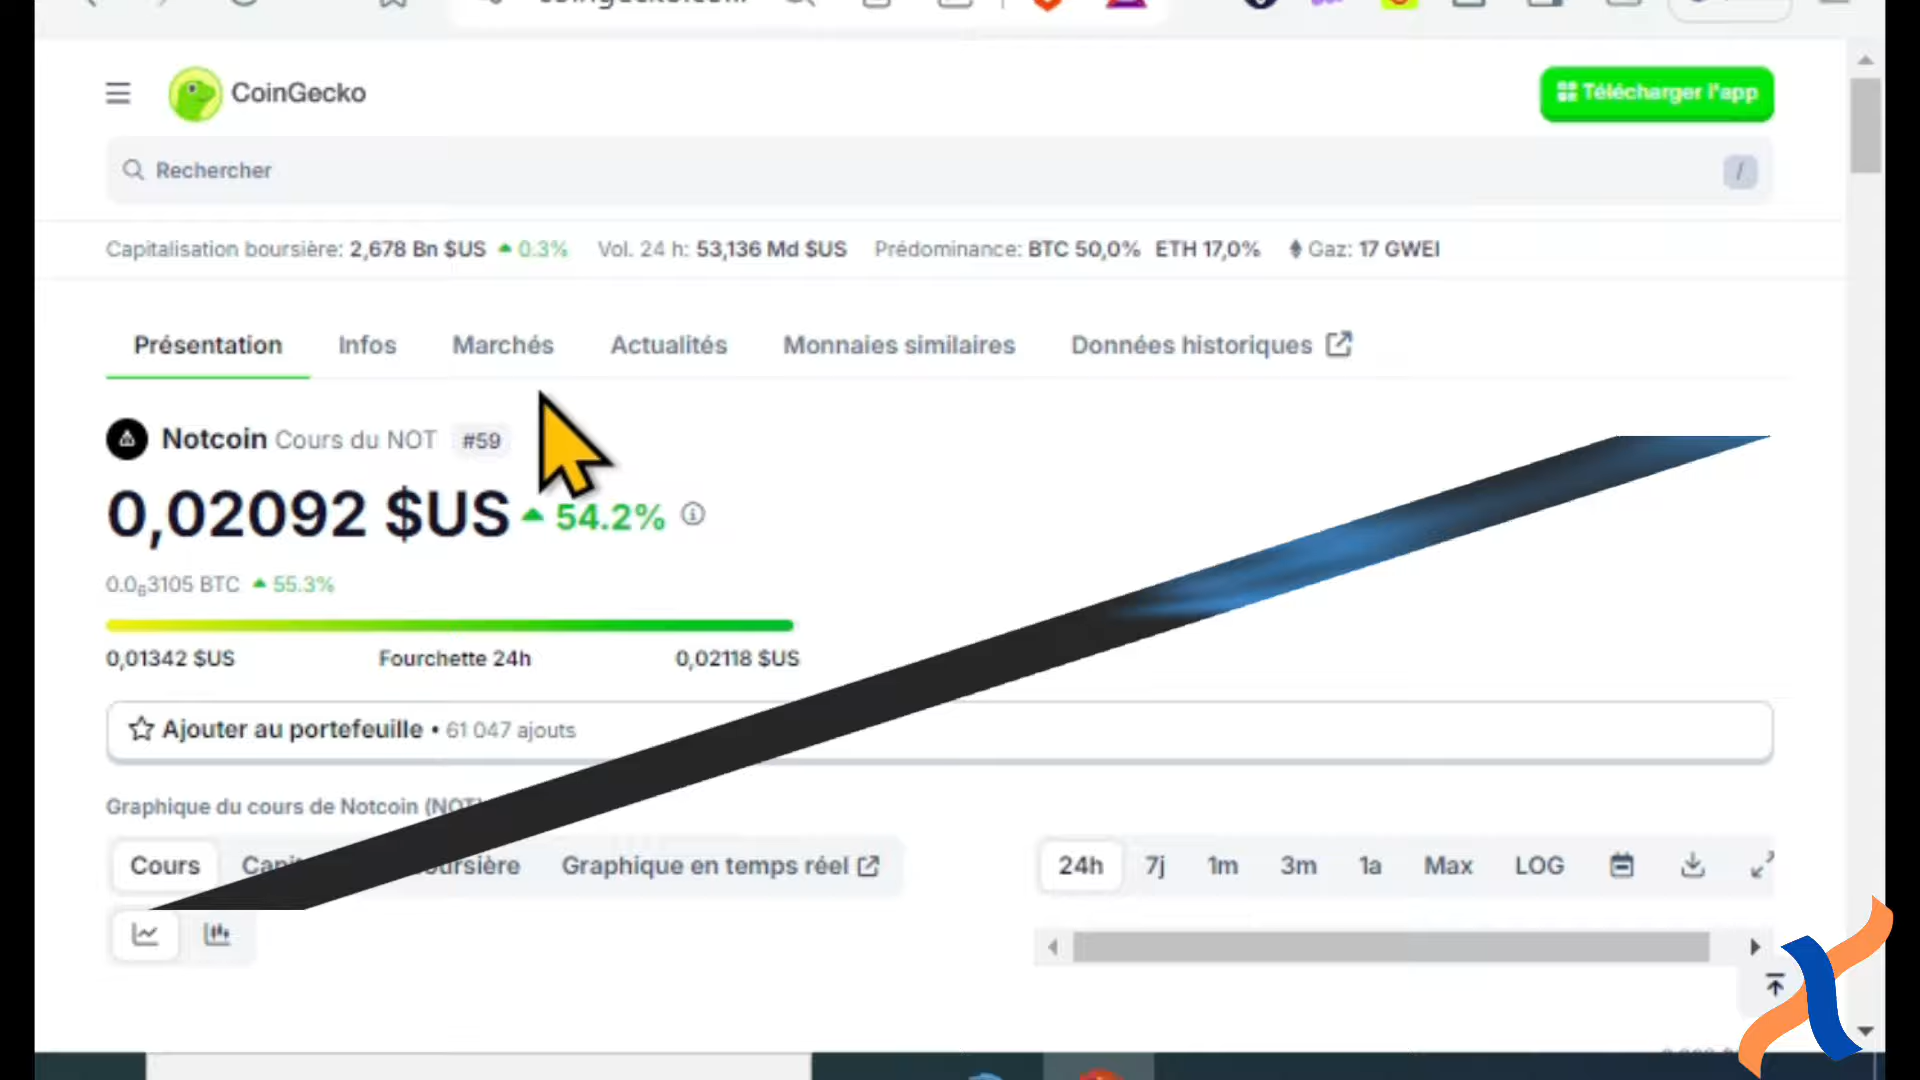 CoinGecko
Télécharger l'app
Rechercher
/
Capitalisation boursière: 2,678 Bn $US 0.3% Vol. 24 h: 53,136 Md $US Prédominance: BTC 50,0% ETH 17,0% Gaz: 17 GWEI
Présentation Infos Marchés Actualités Monnaies similaires Données historiques
Notcoin Cours du NOT #59
0,02092 $US 54.2%
0.0₆3105 BTC 55.3%
0,01342 $US Fourchette 24h 0,02118 $US
Ajouter au portefeuille • 61 047 ajouts
Graphique du cours de Notcoin (NOT)
Cours Graphique en temps réel
24h 7j 1m 3m 1a Max LOG